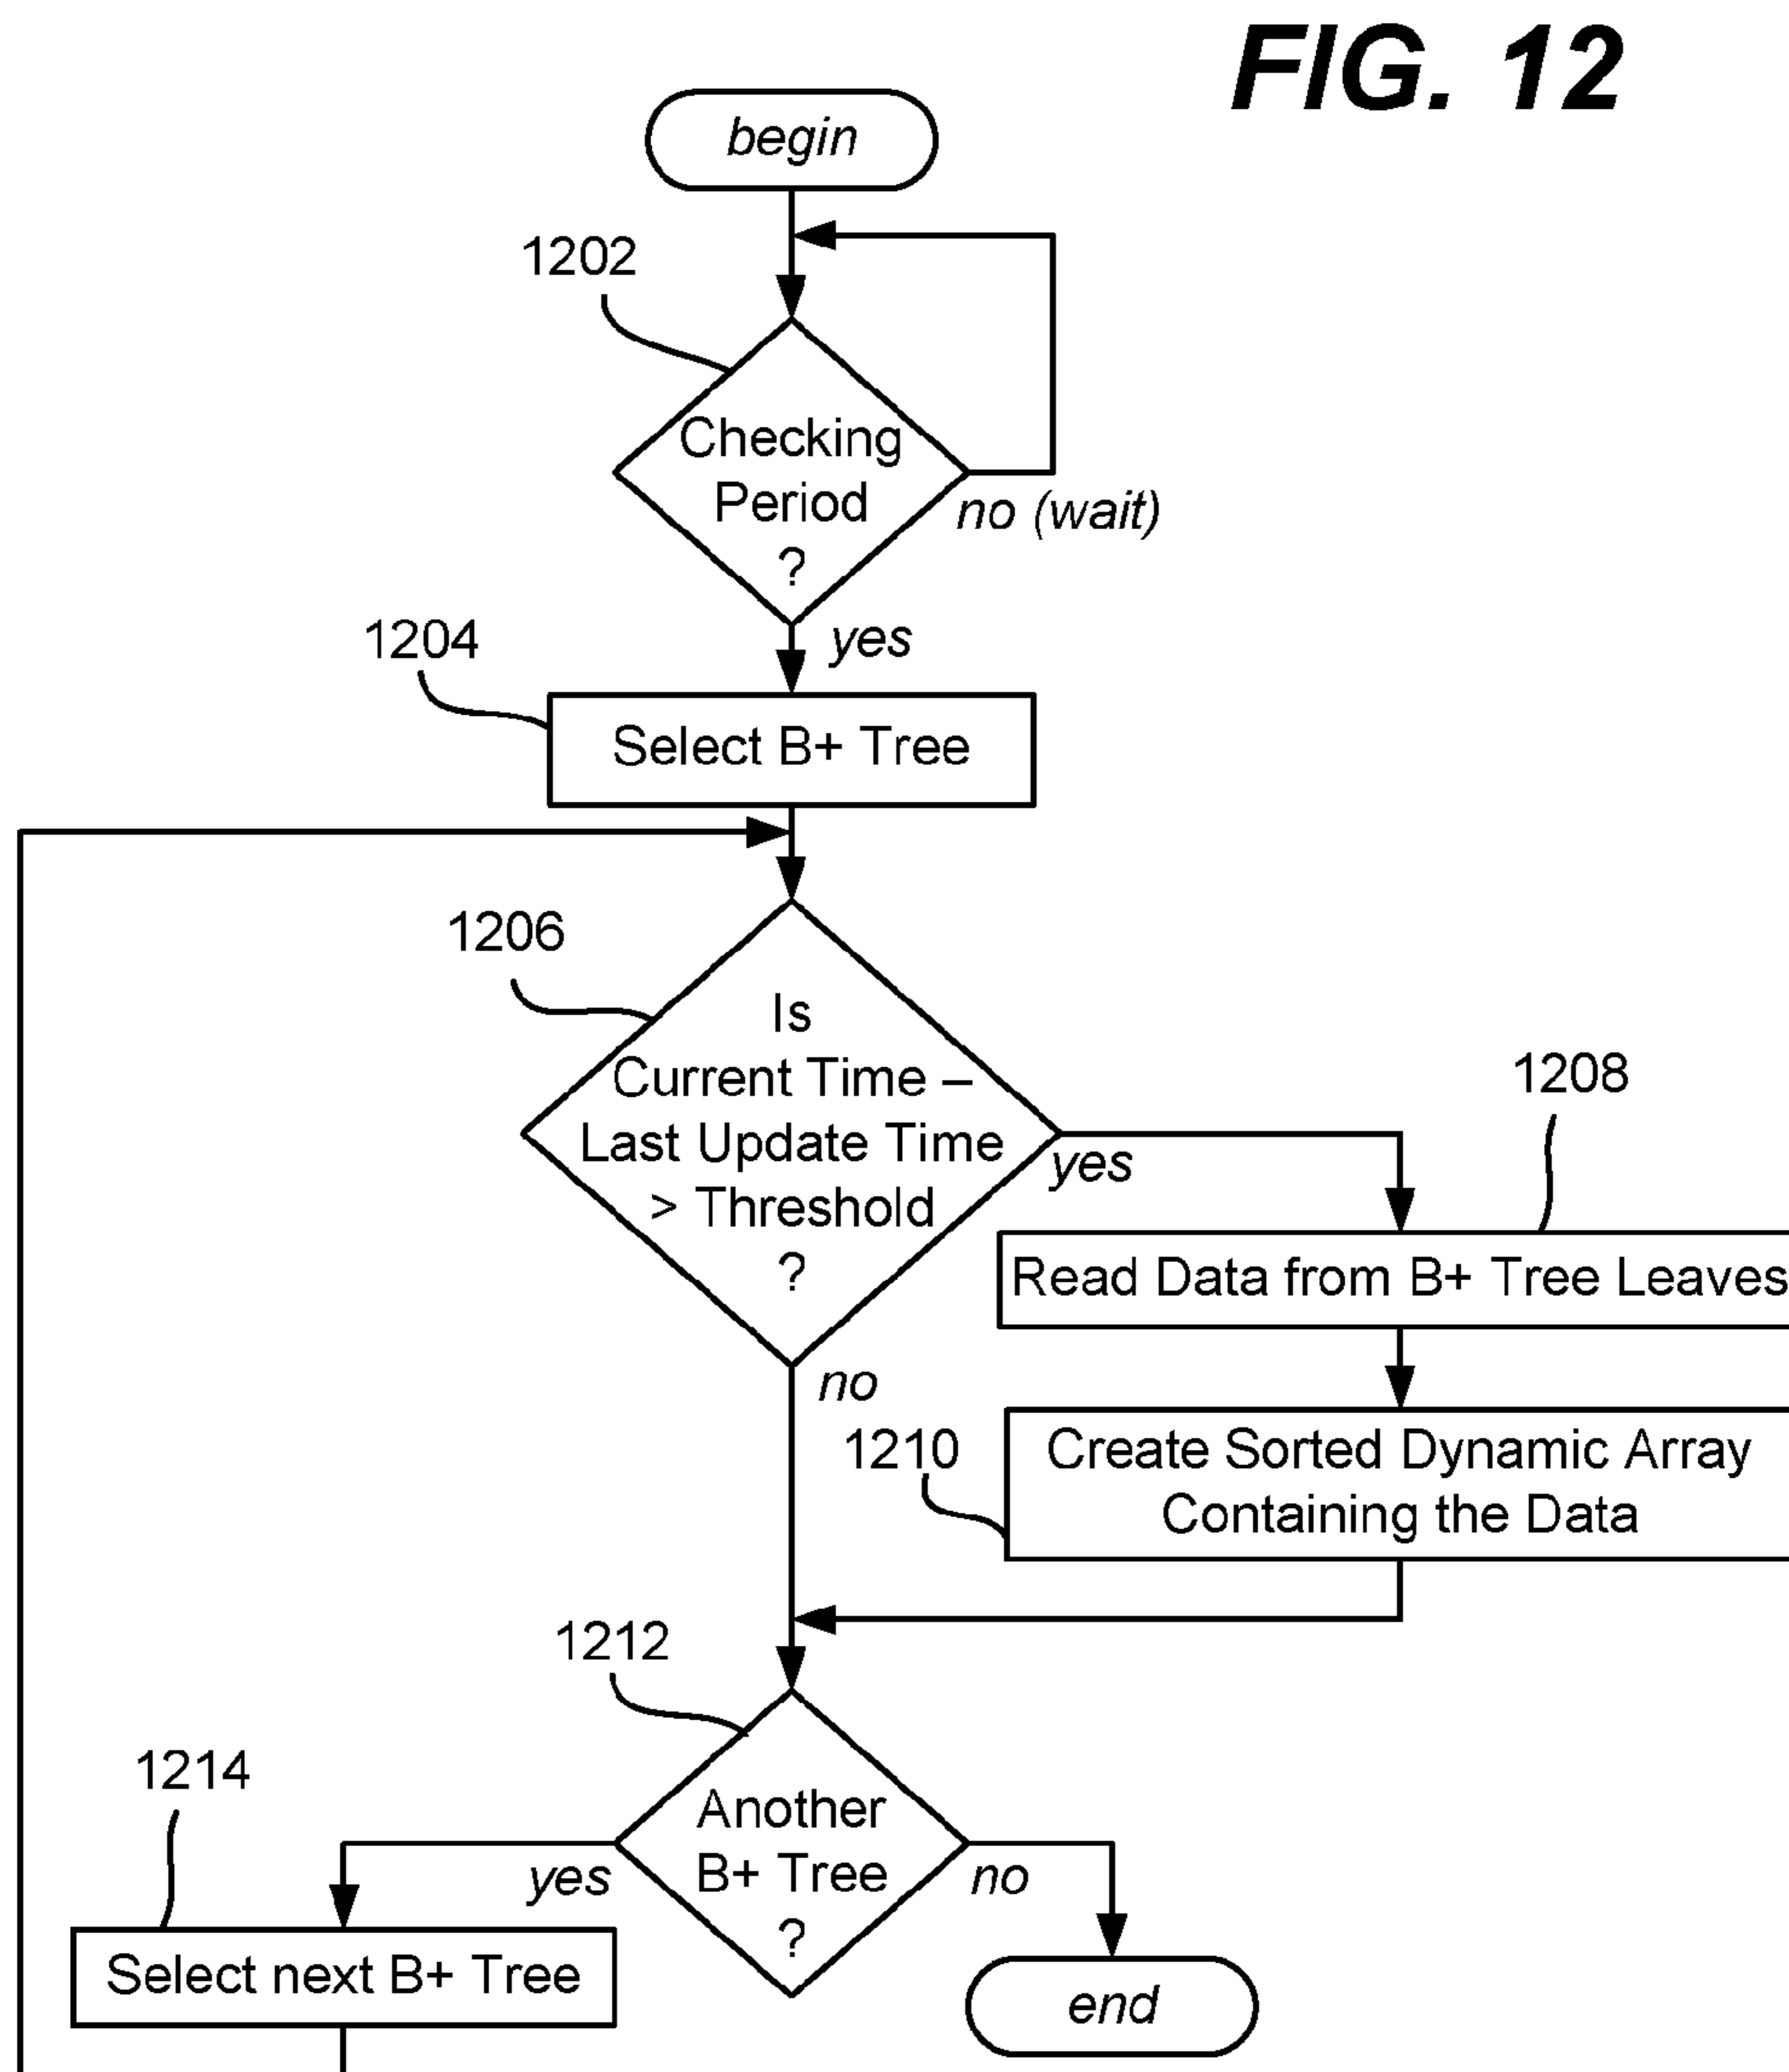 FIG. 12
begin
1202
Checking
Period
?
no (wait)
yes
1204
Select B+ Tree
1206
Is
Current Time –
Last Update Time
> Threshold
?
yes
no
1208
Read Data from B+ Tree Leaves
1210
Create Sorted Dynamic Array
Containing the Data
1212
Another
B+ Tree
?
yes
no
1214
Select next B+ Tree
end